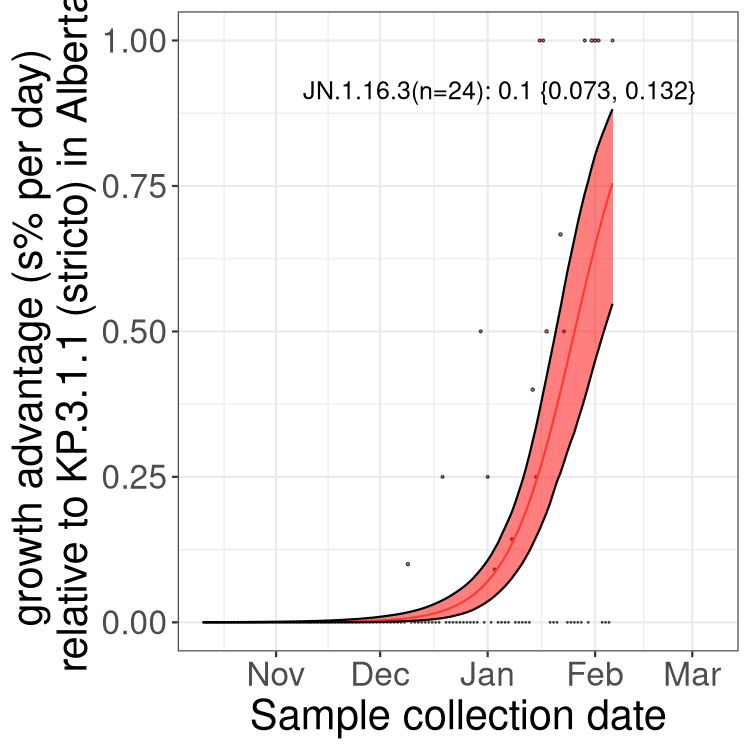 growth advantage (s% per day)
relative to KP.3.1.1 (stricto) in Alberta
1.00
0.75
0.50
0.25
0.00
JN.1.16.3(n=24): 0.1 {0.073, 0.132}
Nov Dec Jan Feb Mar
Sample collection date